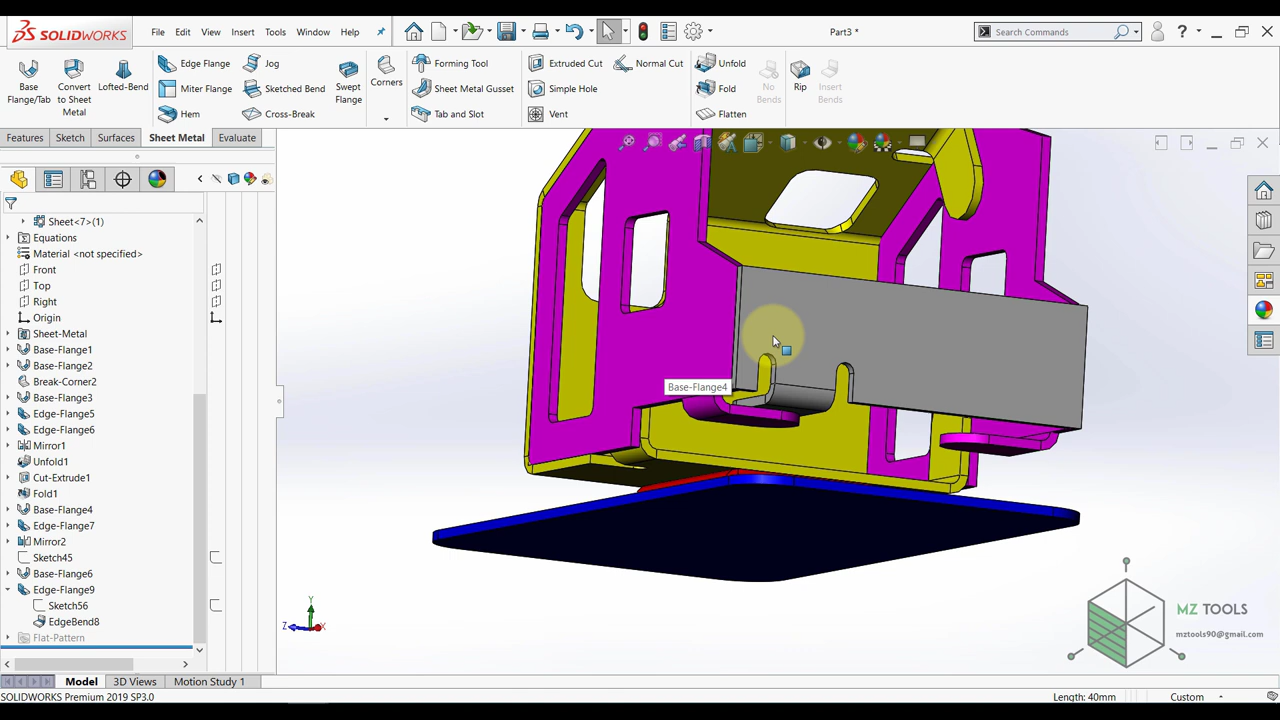 SOLIDWORKS
File Edit View Insert Tools Window Help
Part3 *
Search Commands
Base Flange/Tab
Convert to Sheet Metal
Lofted-Bend
Edge Flange
Miter Flange
Hem
Jog
Sketched Bend
Cross-Break
Swept Flange
Corners
Forming Tool
Sheet Metal Gusset
Tab and Slot
Extruded Cut
Simple Hole
Vent
Normal Cut
Unfold
Fold
Flatten
No Bends
Rip
Insert Bends
Features Sketch Surfaces Sheet Metal Evaluate
Sheet<7>(1)
Equations
Material <not specified>
Front
Top
Right
Origin
Sheet-Metal
Base-Flange1
Base-Flange2
Break-Corner2
Base-Flange3
Edge-Flange5
Edge-Flange6
Mirror1
Unfold1
Cut-Extrude1
Fold1
Base-Flange4
Edge-Flange7
Mirror2
Sketch45
Base-Flange6
Edge-Flange9
Sketch56
EdgeBend8
Flat-Pattern
Base-Flange4
Y
Z
X
MZ TOOLS
mztools90@gmail.com
Model 3D Views Motion Study 1
SOLIDWORKS Premium 2019 SP3.0
Length: 40mm
Custom